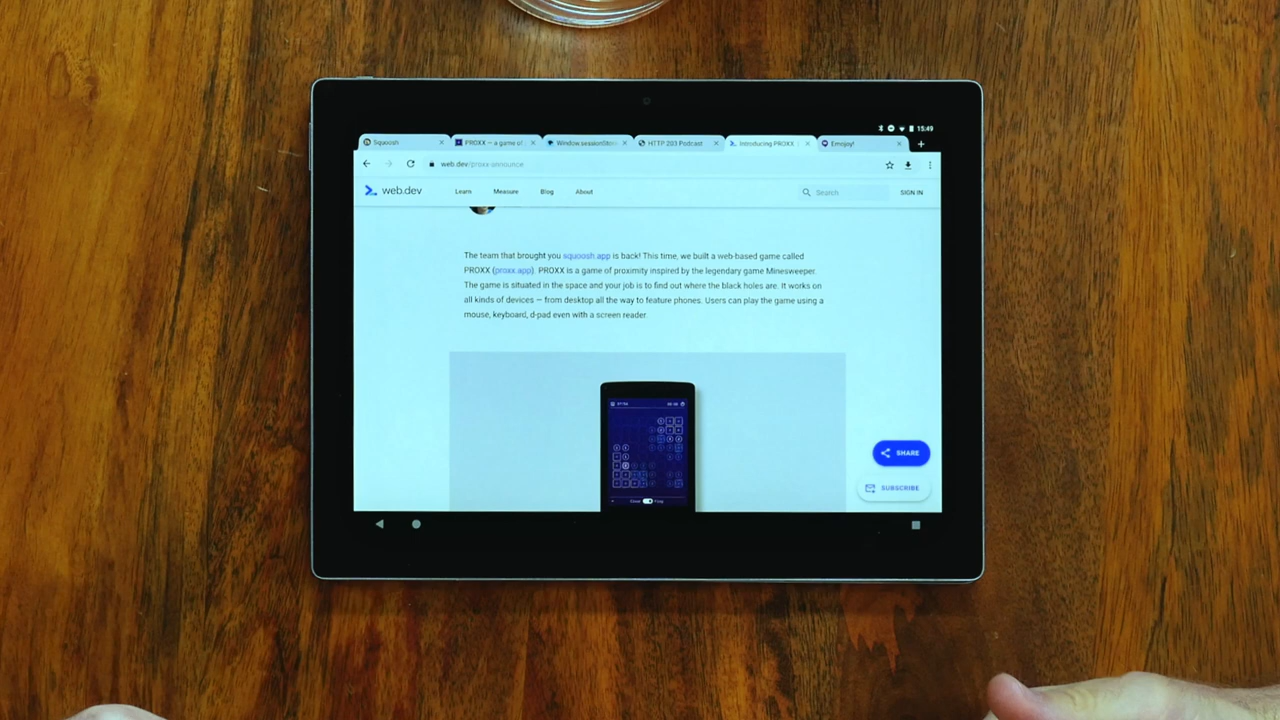 15:49
Squoosh
PROXX — a game of
Window.sessionStora
HTTP 203 Podcast
Introducing PROXX
Emojoy!
web.dev/proxx-announce
web.dev
Learn
Measure
Blog
About
Search
SIGN IN
The team that brought you squoosh.app is back! This time, we built a web-based game called
PROXX (proxx.app). PROXX is a game of proximity inspired by the legendary game Minesweeper.
The game is situated in the space and your job is to find out where the black holes are. It works on
all kinds of devices — from desktop all the way to feature phones. Users can play the game using a
mouse, keyboard, d-pad even with a screen reader.
SHARE
SUBSCRIBE